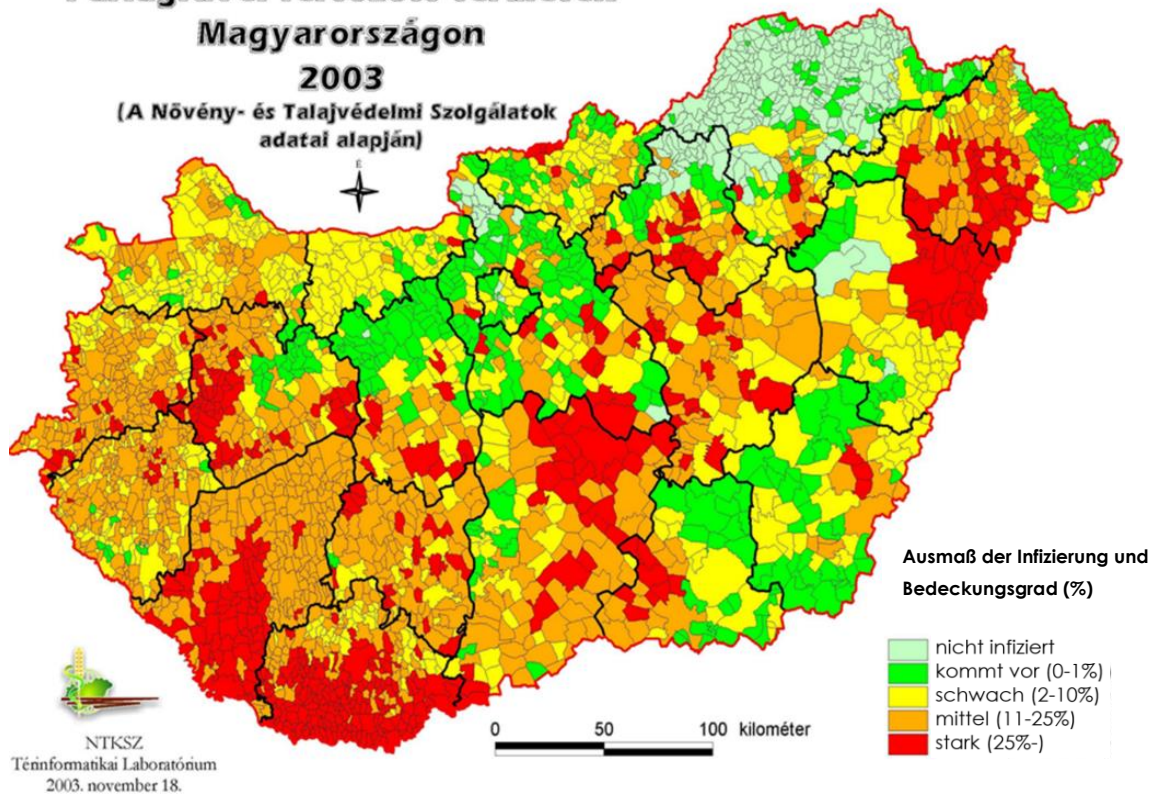 Magyarországon
2003
(A Növény- és Talajvédelmi Szolgálatok
adatai alapján)
É
Ausmaß der Infizierung und
Bedeckungsgrad (%)
nicht infiziert
kommt vor (0-1%)
schwach (2-10%)
mittel (11-25%)
stark (25%-)
0 50 100 kilométer
NTKSZ
Térinformatikai Laboratórium
2003. november 18.